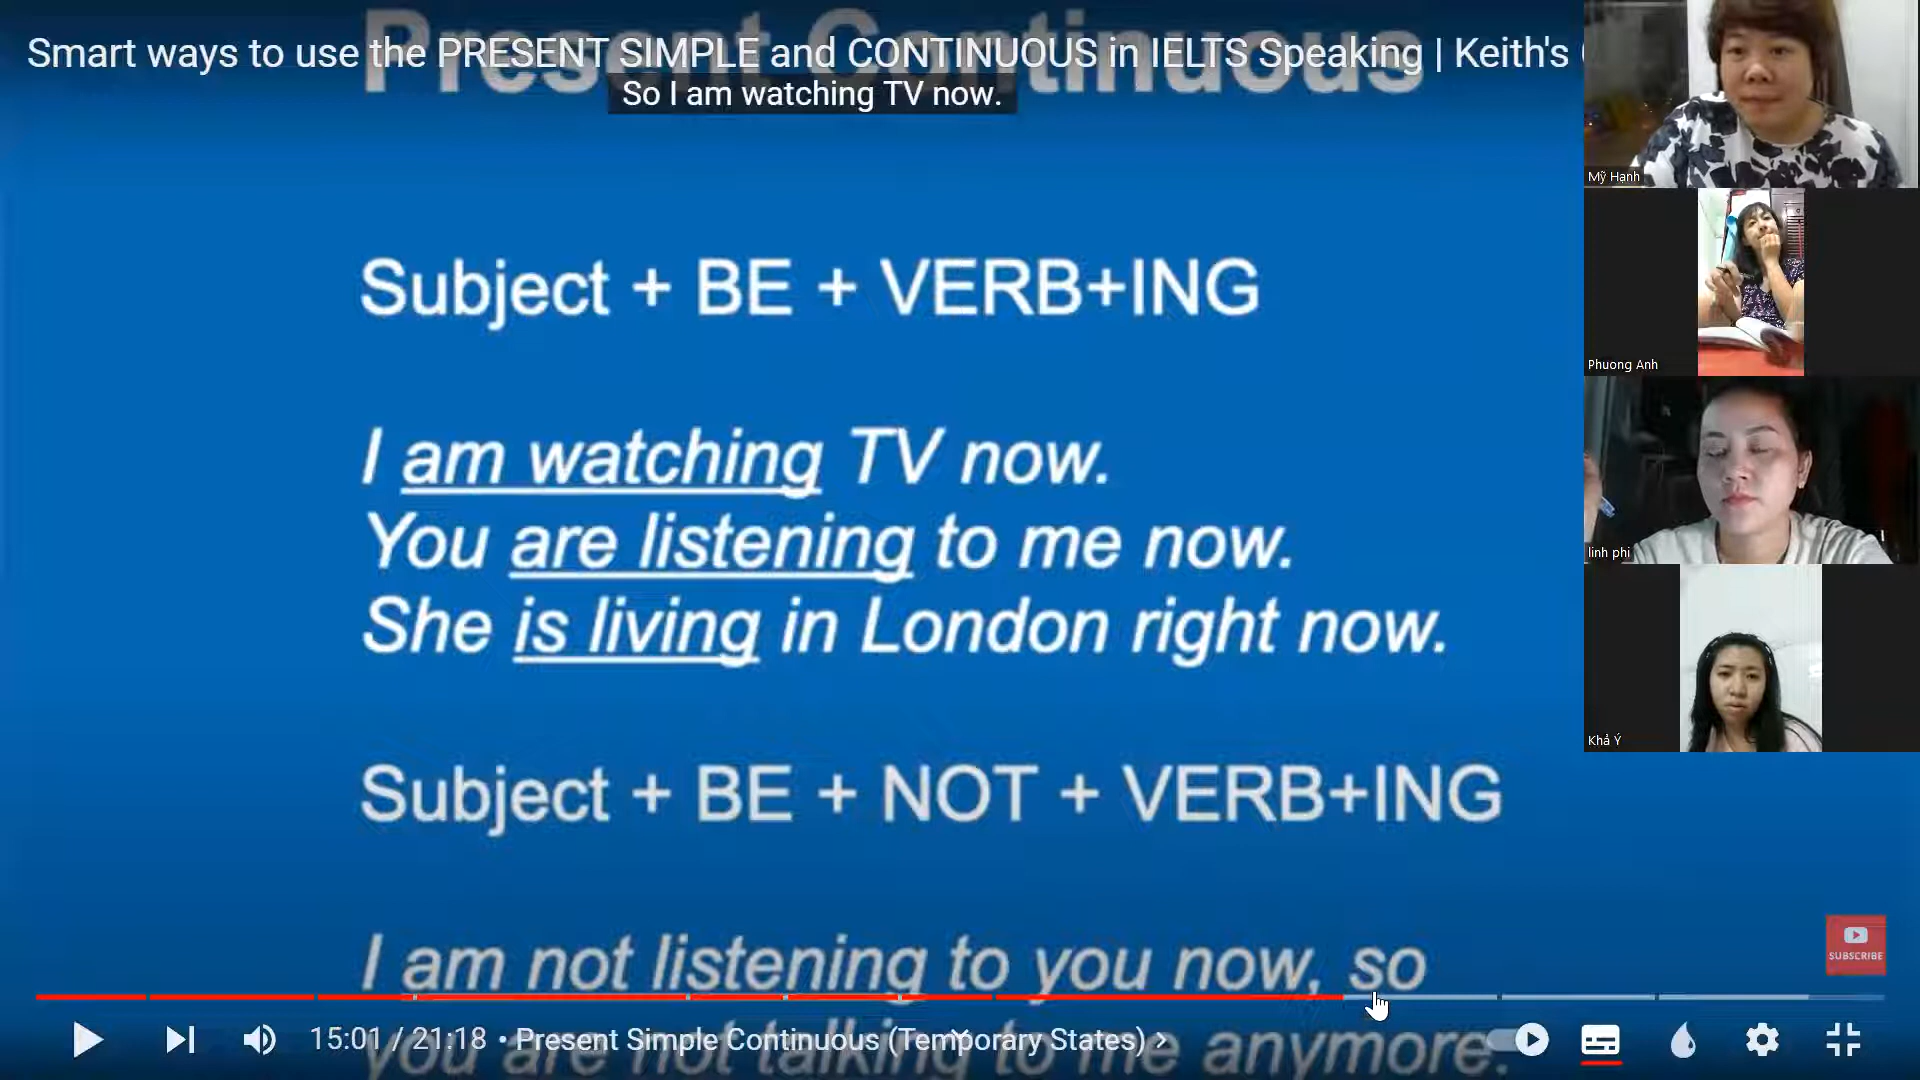 Present Continuous
Smart ways to use the PRESENT SIMPLE and CONTINUOUS in IELTS Speaking | Keith's
So I am watching TV now.
Subject + BE + VERB+ING
I am watching TV now.
You are listening to me now.
She is living in London right now.
Subject + BE + NOT + VERB+ING
I am not listening to you now, so
you are not talking to me anymore.
15:01 / 21:18 • Present Simple Continuous (Temporary States) >
SUBSCRIBE
Mỹ Hạnh
Phuong Anh
linh phi
Khả Ý